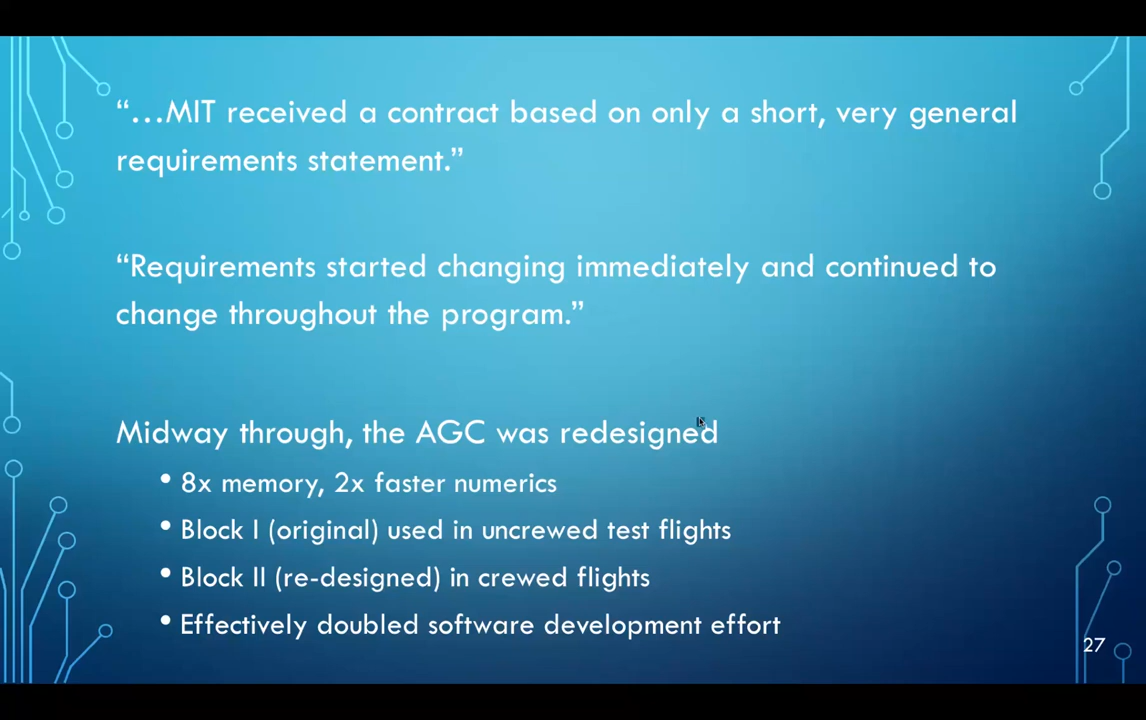 “…MIT received a contract based on only a short, very general
requirements statement.”
“Requirements started changing immediately and continued to
change throughout the program.”
Midway through, the AGC was redesigned
• 8x memory, 2x faster numerics
• Block I (original) used in uncrewed test flights
• Block II (re-designed) in crewed flights
• Effectively doubled software development effort
27